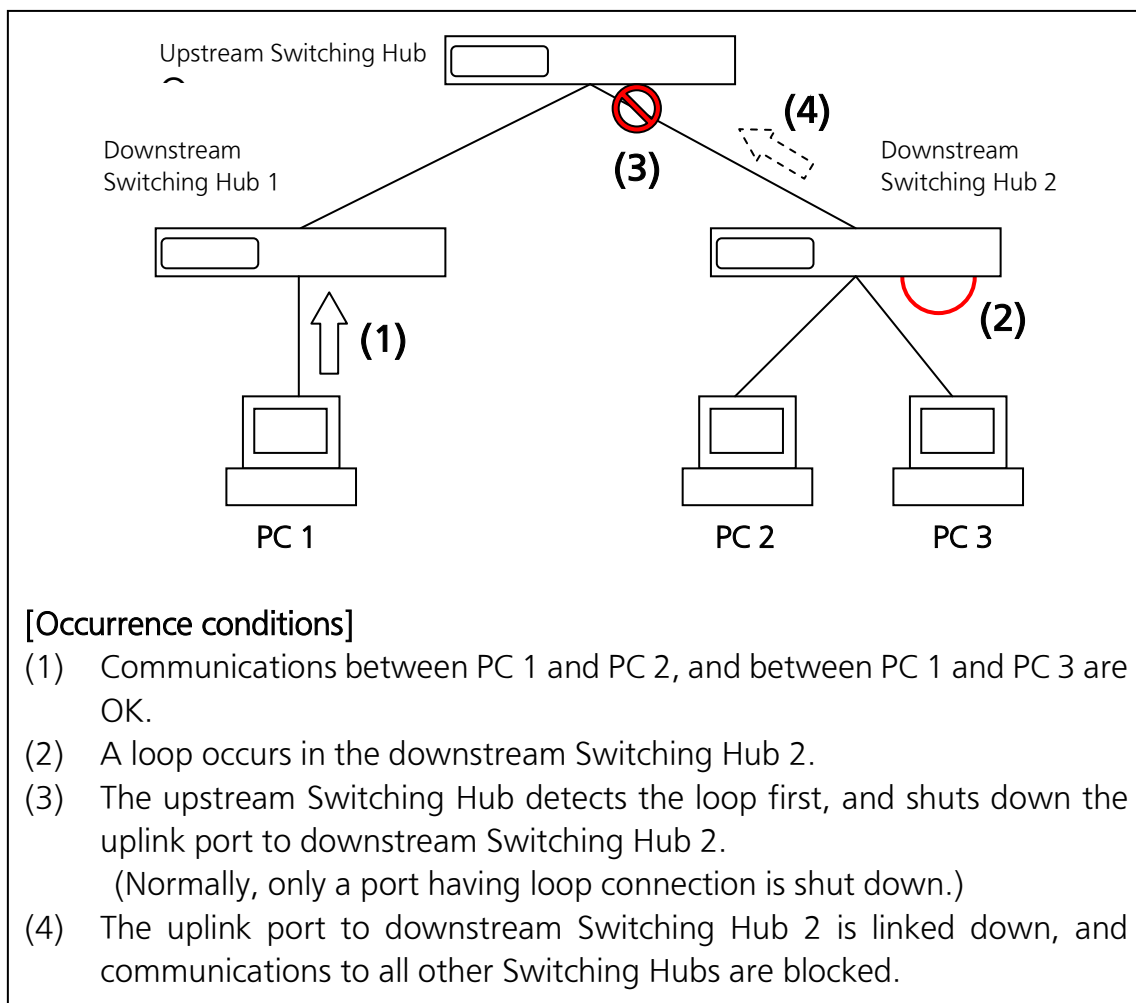 Upstream Switching Hub
(4)
(3)
Downstream
Switching Hub 1
Downstream
Switching Hub 2
(1)
(2)
PC 1
PC 2
PC 3
[Occurrence conditions]
(1) Communications between PC 1 and PC 2, and between PC 1 and PC 3 are
OK.
(2) A loop occurs in the downstream Switching Hub 2.
(3) The upstream Switching Hub detects the loop first, and shuts down the
uplink port to downstream Switching Hub 2.
(Normally, only a port having loop connection is shut down.)
(4) The uplink port to downstream Switching Hub 2 is linked down, and
communications to all other Switching Hubs are blocked.